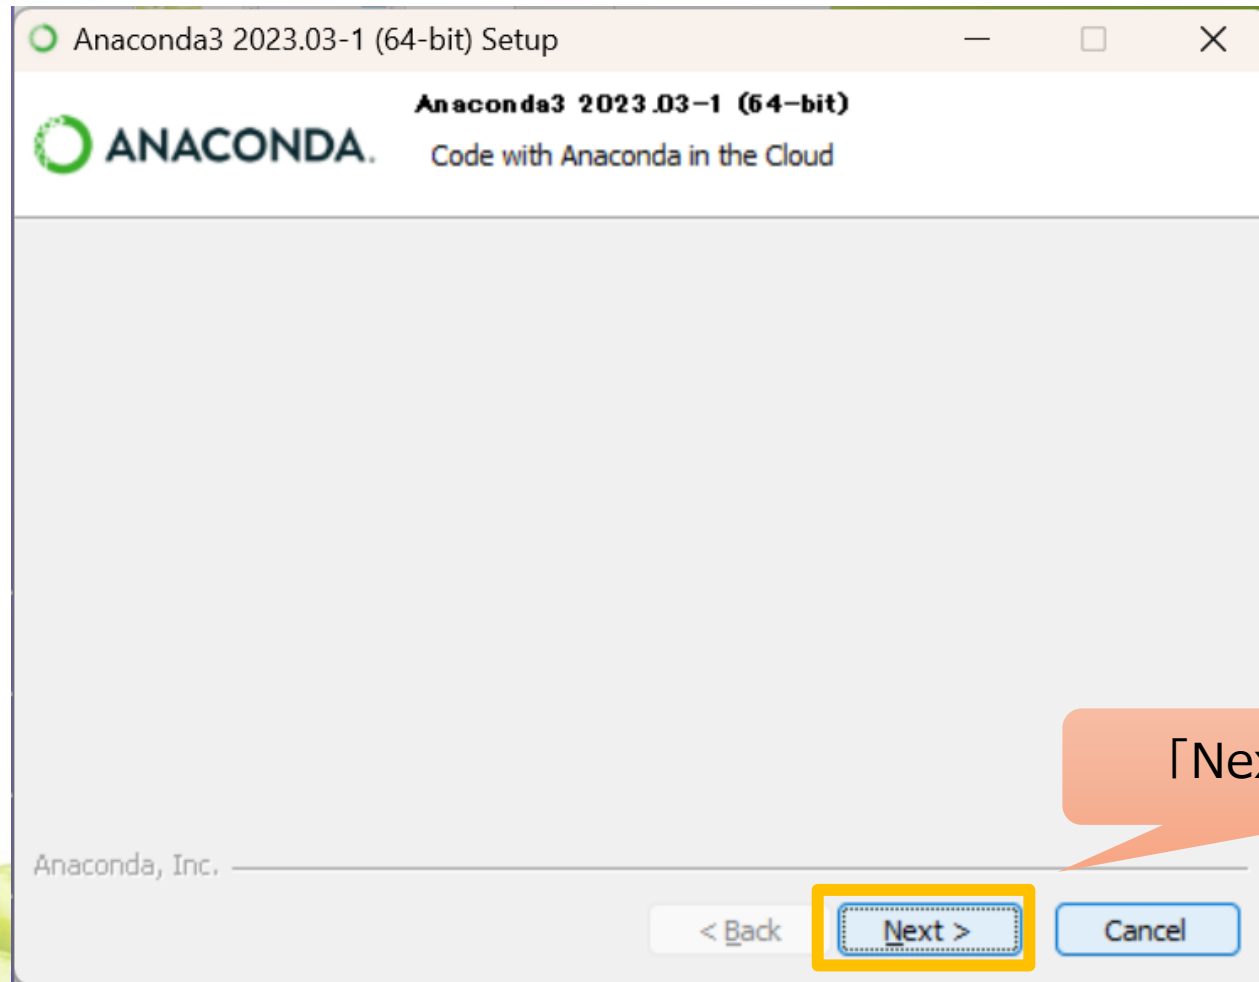 Anaconda3 2023.03-1 (64-bit) Setup
Anaconda3 2023.03-1 (64-bit)
ANACONDA.
Code with Anaconda in the Cloud
「Nex
Anaconda, Inc.
< Back
Next >
Cancel